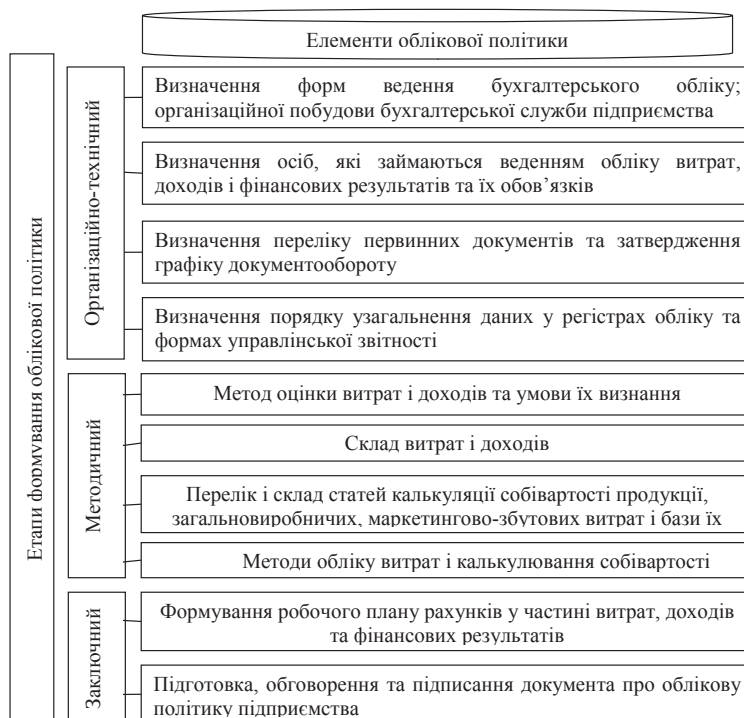 Елементи облікової політики
Етапи формування облікової політики
Організаційно-технічний
Визначення форм ведення бухгалтерського обліку;
організаційної побудови бухгалтерської служби підприємства
Визначення осіб, які займаються веденням обліку витрат,
доходів і фінансових результатів та їх обов’язків
Визначення переліку первинних документів та затвердження
графіку документообороту
Визначення порядку узагальнення даних у регістрах обліку та
формах управлінської звітності
Методичний
Метод оцінки витрат і доходів та умови їх визнання
Склад витрат і доходів
Перелік і склад статей калькуляції собівартості продукції,
загальновиробничих, маркетингово-збутових витрат і бази їх
Методи обліку витрат і калькулювання собівартості
Заключний
Формування робочого плану рахунків у частині витрат, доходів
та фінансових результатів
Підготовка, обговорення та підписання документа про облікову
політику підприємства